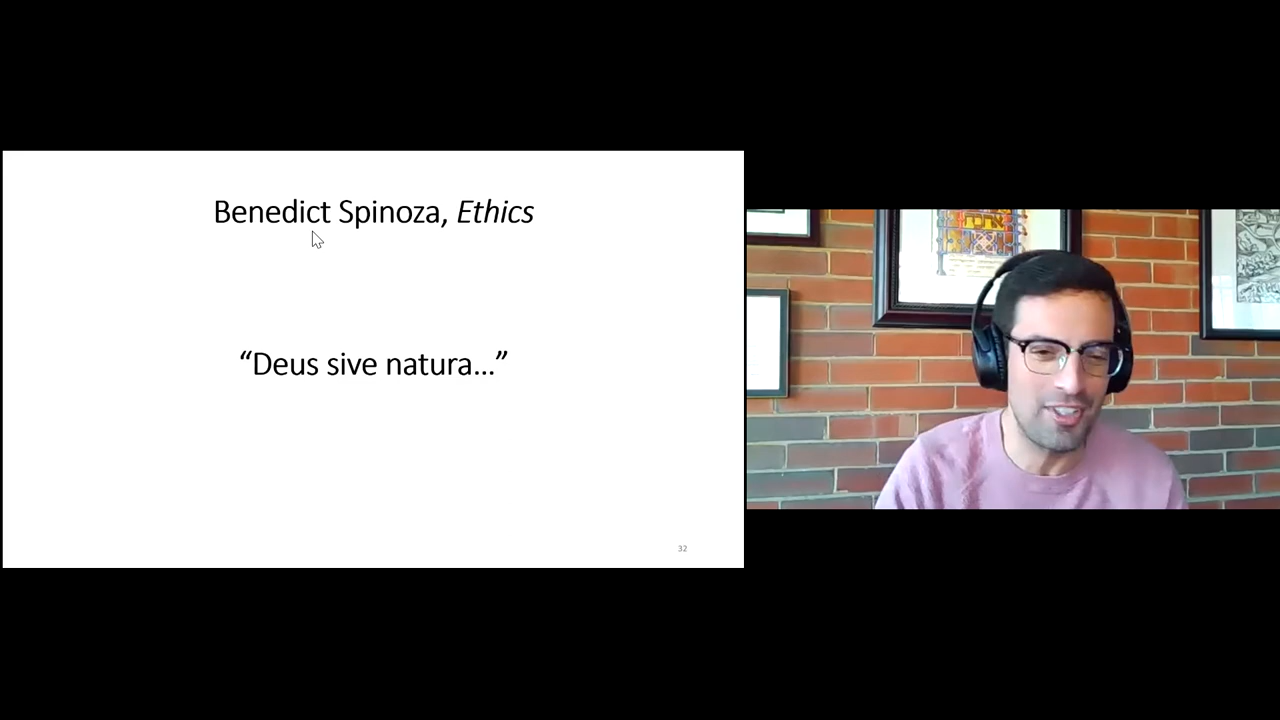 Benedict Spinoza, Ethics
“Deus sive natura...”
32